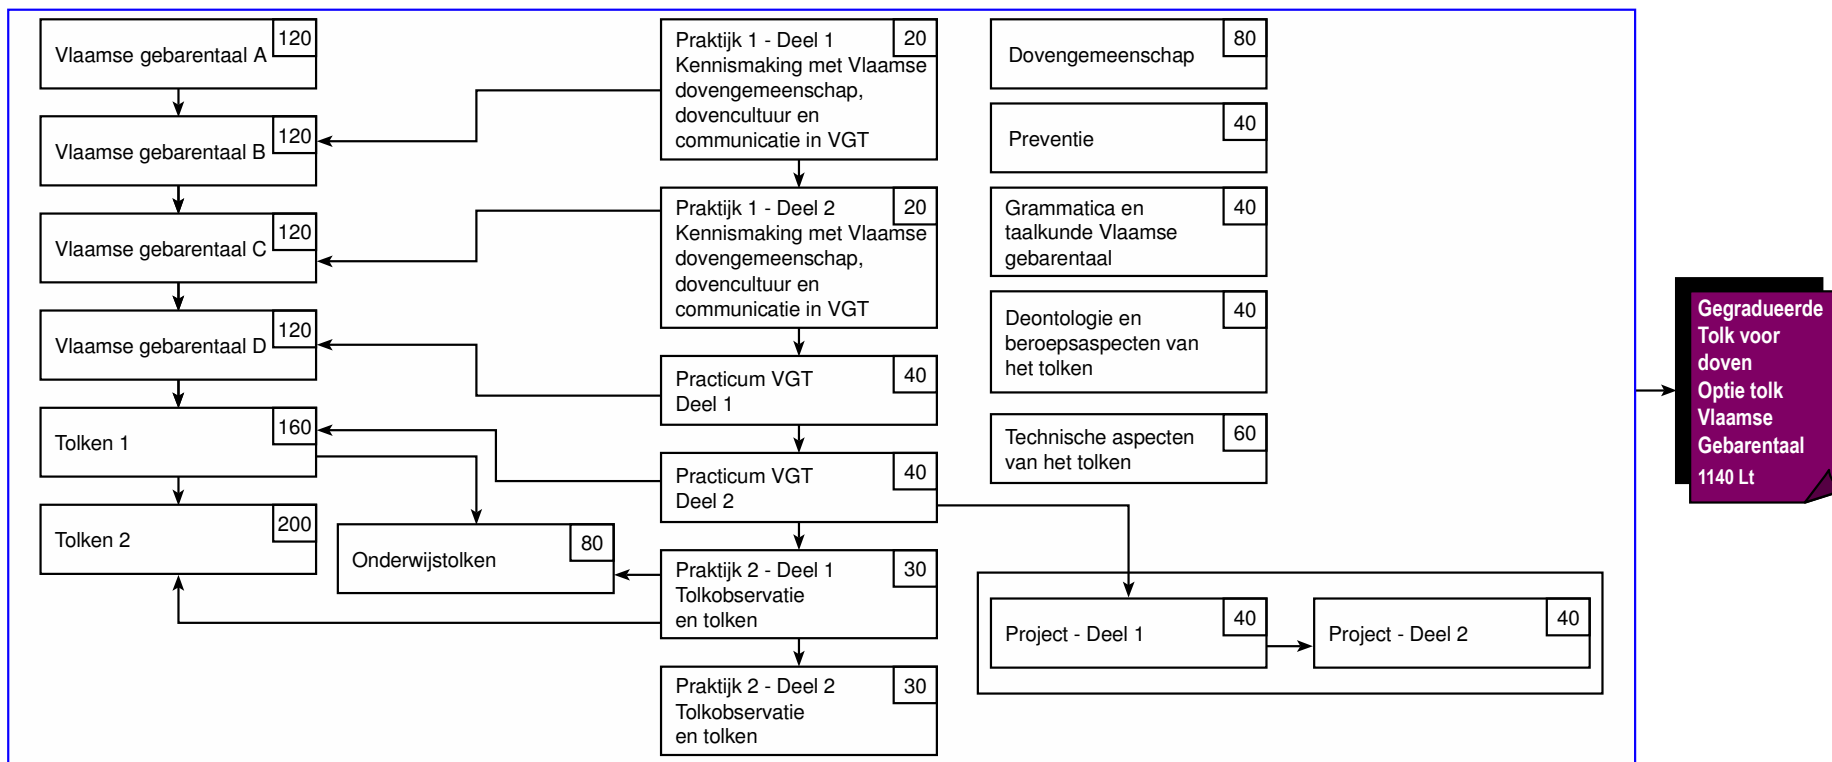 Vlaamse gebarentaal A
120
Vlaamse gebarentaal B
120
Vlaamse gebarentaal C
120
Vlaamse gebarentaal D
120
Tolken 1
160
Tolken 2
200
Onderwijstolken
80
Praktijk 1 - Deel 1
20
Kennismaking met Vlaamse
dovengemeenschap,
dovencultuur en
communicatie in VGT
Praktijk 1 - Deel 2
20
Kennismaking met Vlaamse
dovengemeenschap,
dovencultuur en
communicatie in VGT
Practicum VGT
40
Deel 1
Practicum VGT
40
Deel 2
Praktijk 2 - Deel 1
30
Tolkobservatie
en tolken
Praktijk 2 - Deel 2
30
Tolkobservatie
en tolken
Dovengemeenschap
80
Preventie
40
Grammatica en
40
taalkunde Vlaamse
gebarentaal
Deontologie en
40
beroepsaspecten van
het tolken
Technische aspecten
60
van het tolken
Project - Deel 1
40
Project - Deel 2
40
Gegradueerde
Tolk voor
doven
Optie tolk
Vlaamse
Gebarentaal
1140 Lt